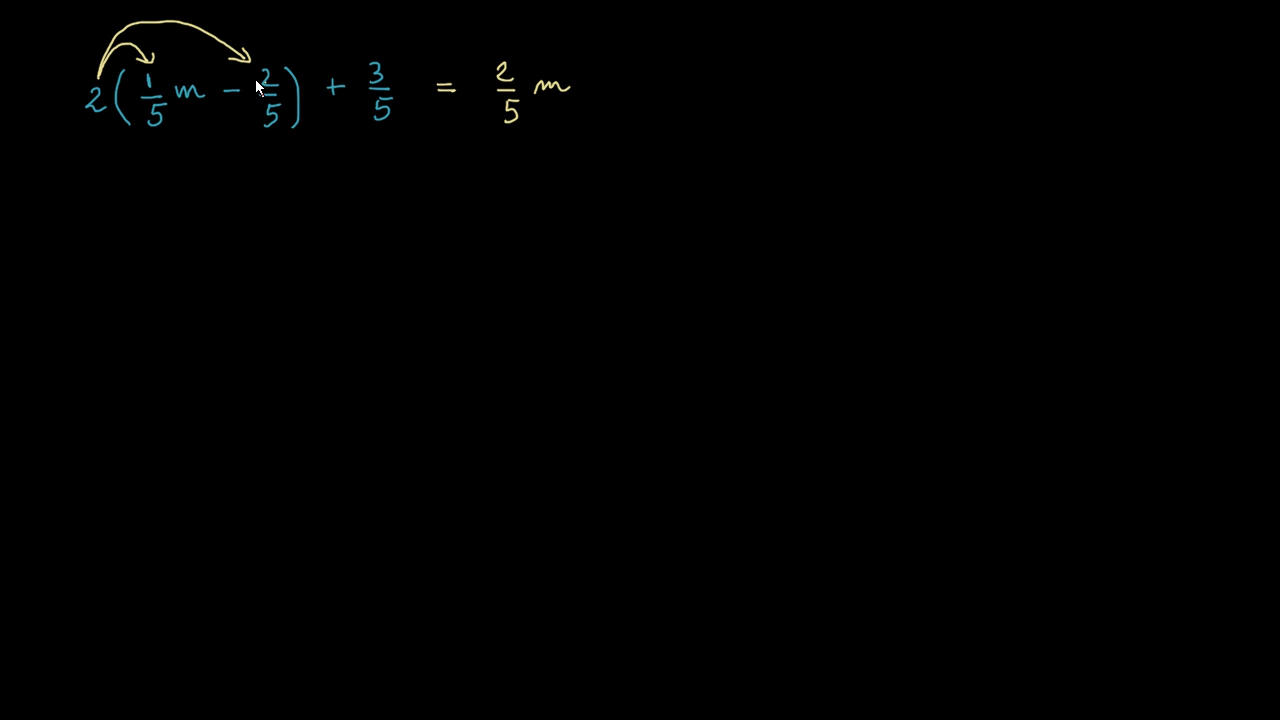 2(1/5 m - 2/5) + 3/5 = 2/5 m